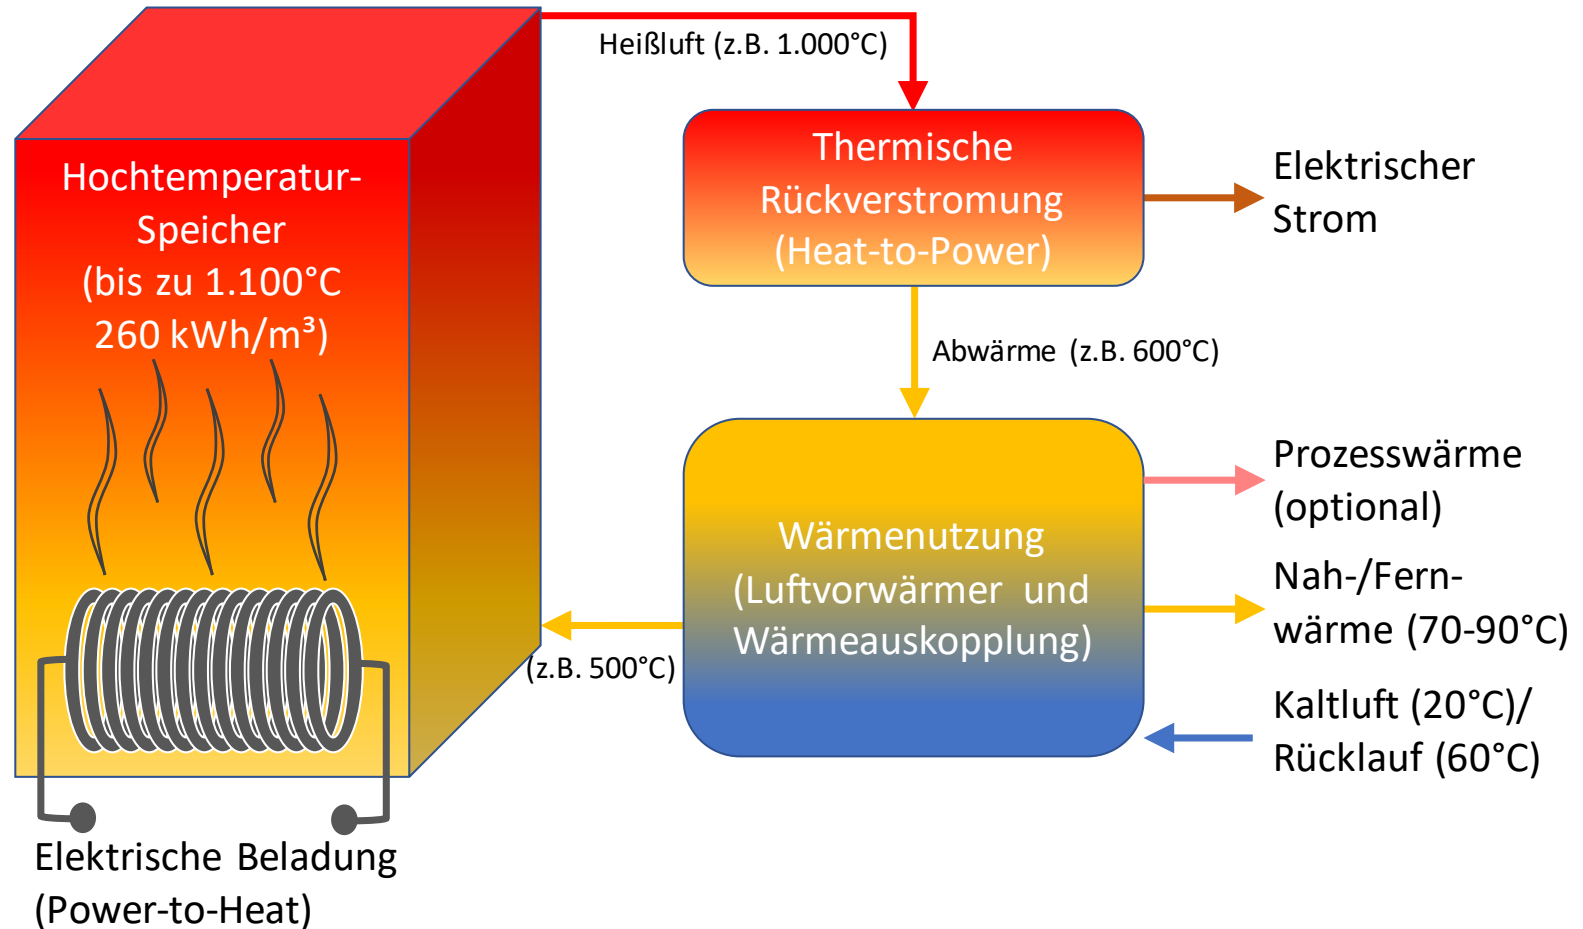 Heißluft (z.B. 1.000°C)
Hochtemperatur-
Speicher
(bis zu 1.100°C
260 kWh/m³)
Thermische
Rückverstromung
(Heat-to-Power)
Elektrischer
Strom
Abwärme (z.B. 600°C)
Wärmenutzung
(Luftvorwärmer und
Wärmeauskopplung)
Prozesswärme
(optional)
Nah-/Fern-
wärme (70-90°C)
Kaltluft (20°C)/
Rücklauf (60°C)
(z.B. 500°C)
Elektrische Beladung
(Power-to-Heat)